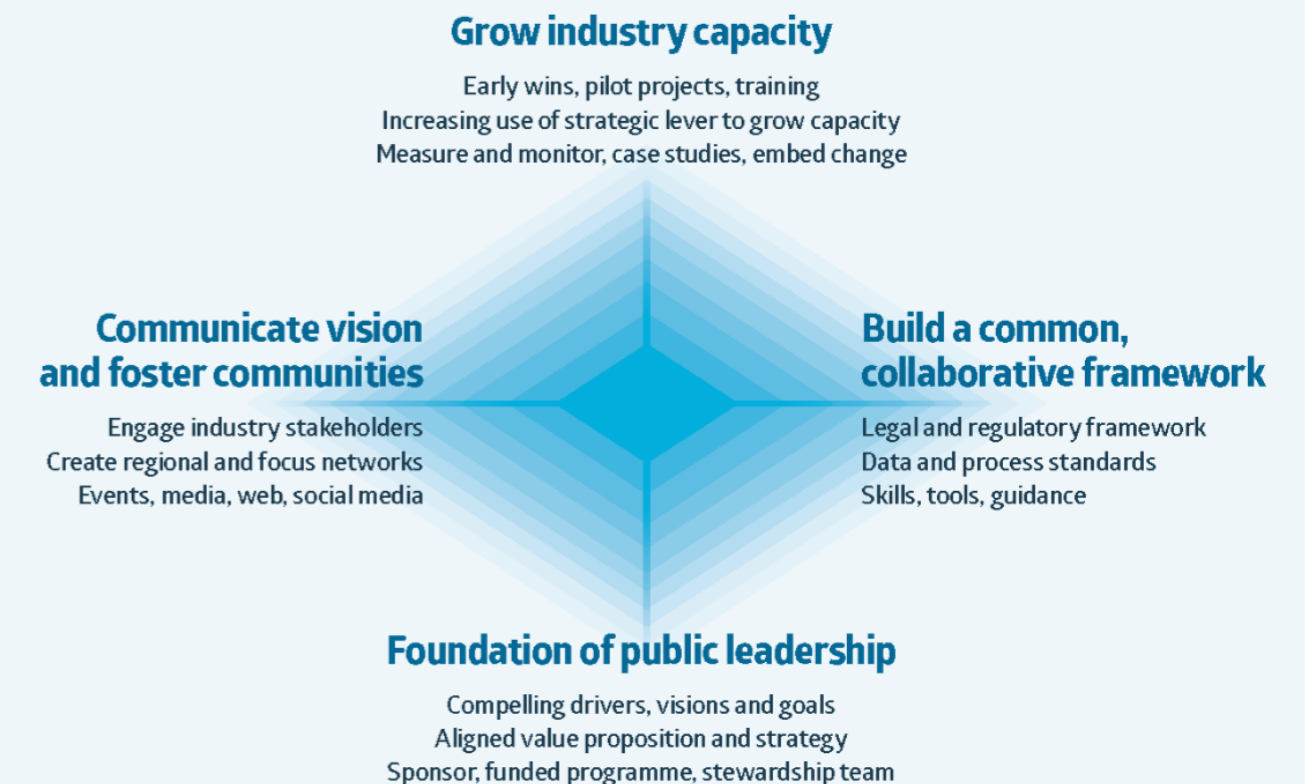 Grow industry capacity
Early wins, pilot projects, training
Increasing use of strategic lever to grow capacity
Measure and monitor, case studies, embed change
Communicate vision
and foster communities
Engage industry stakeholders
Create regional and focus networks
Events, media, web, social media
Build a common,
collaborative framework
Legal and regulatory framework
Data and process standards
Skills, tools, guidance
Foundation of public leadership
Compelling drivers, visions and goals
Aligned value proposition and strategy
Sponsor, funded programme, stewardship team